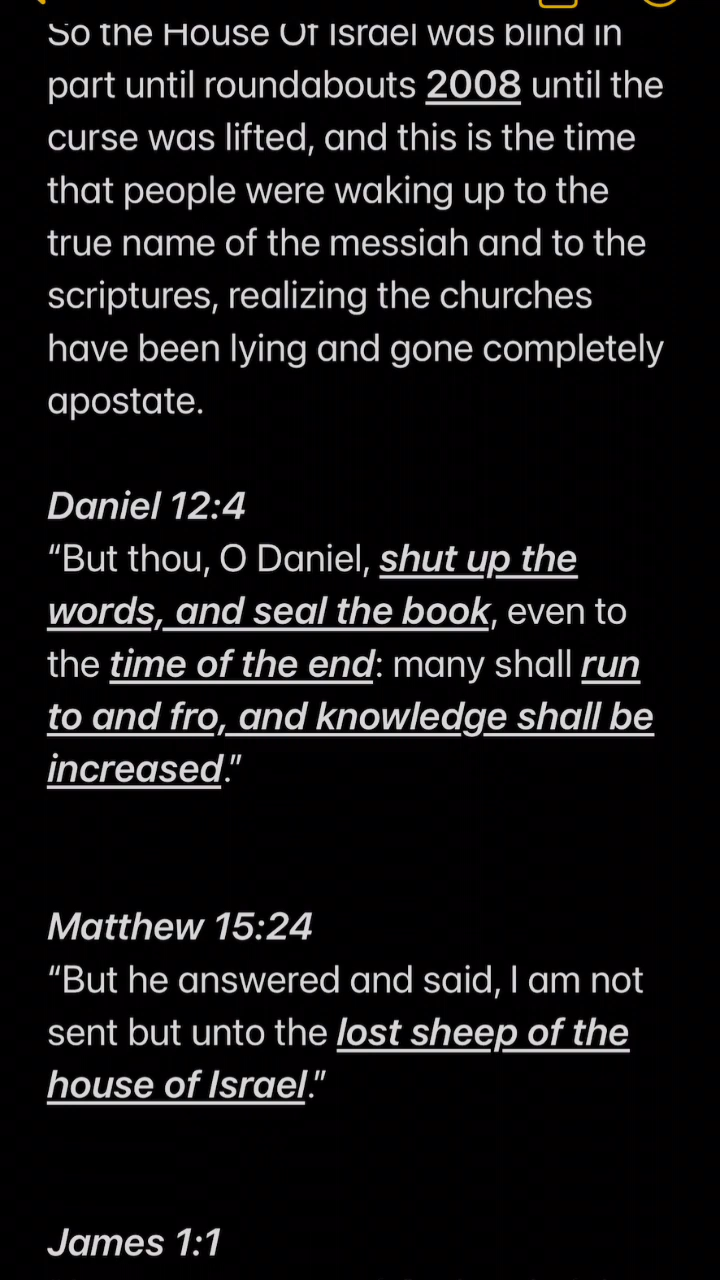 So the House Of Israel was blind in
part until roundabouts 2008 until the
curse was lifted, and this is the time
that people were waking up to the
true name of the messiah and to the
scriptures, realizing the churches
have been lying and gone completely
apostate.
Daniel 12:4
“But thou, O Daniel, shut up the
words, and seal the book, even to
the time of the end: many shall run
to and fro, and knowledge shall be
increased.”
Matthew 15:24
“But he answered and said, I am not
sent but unto the lost sheep of the
house of Israel.”
James 1:1